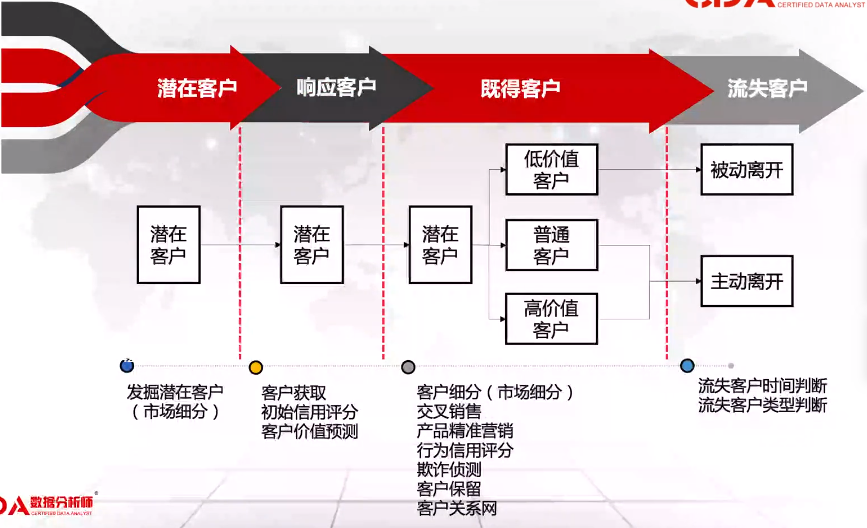 CERTIFIED DATA ANALYST
潜在客户
响应客户
既得客户
流失客户
潜在
客户
潜在
客户
潜在
客户
低价值
客户
普通
客户
高价值
客户
被动离开
主动离开
发掘潜在客户
(市场细分)
客户获取
初始信用评分
客户价值预测
客户细分(市场细分)
交叉销售
产品精准营销
行为信用评分
欺诈侦测
客户保留
客户关系网
流失客户时间判断
流失客户类型判断
DA 数据分析师
CERTIFIED DATA ANALYST